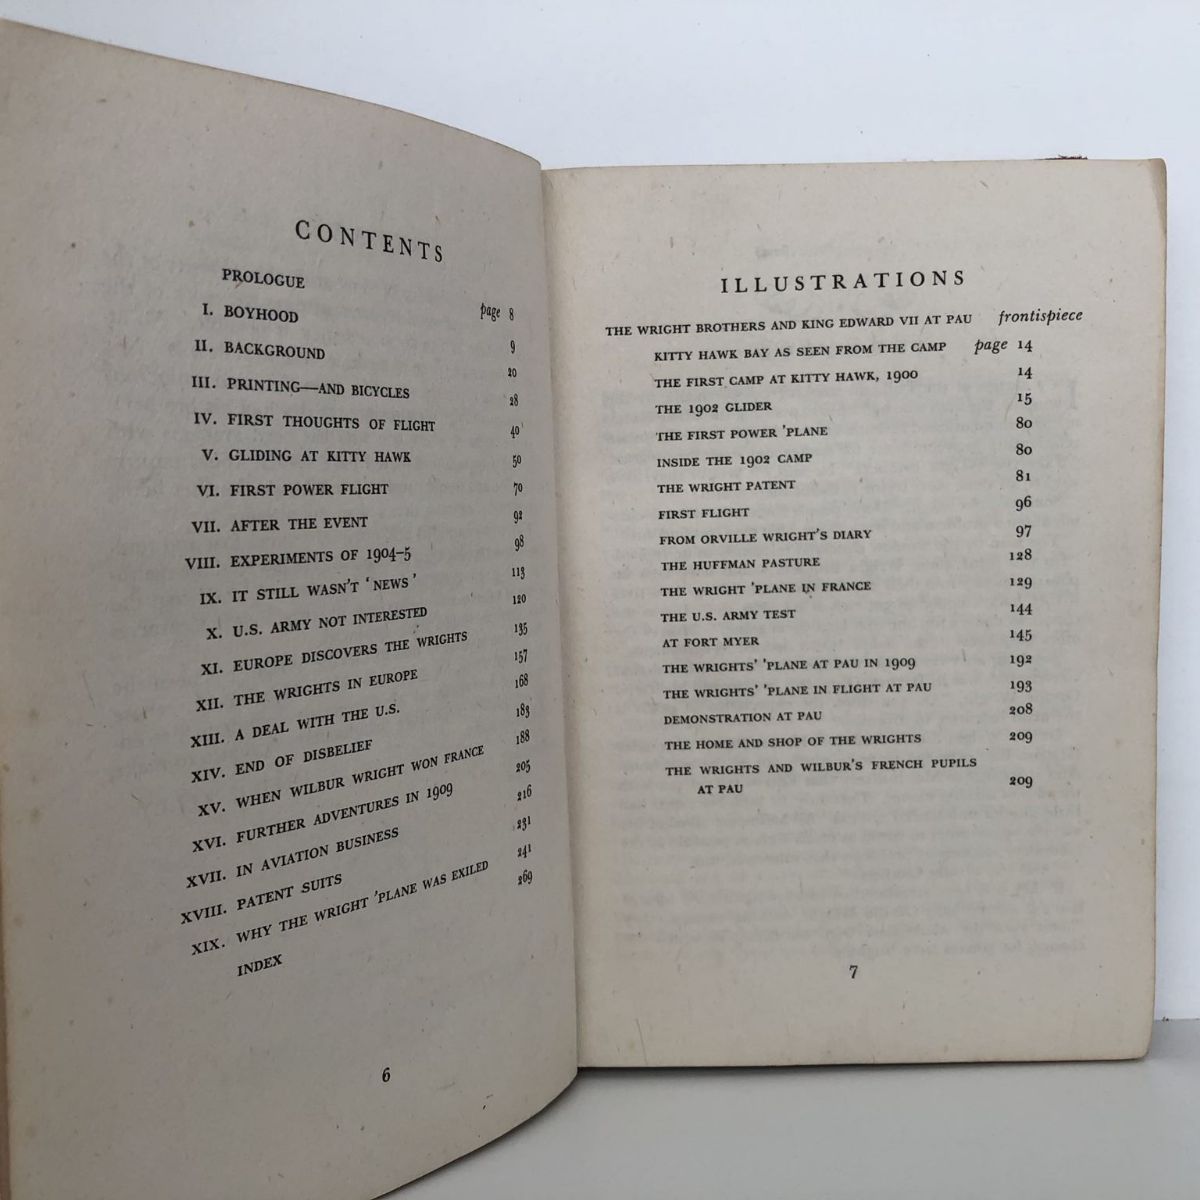 CONTENTS
PROLOGUE page 8
I. BOYHOOD 9
II. BACKGROUND 20
III. PRINTING—AND BICYCLES 28
IV. FIRST THOUGHTS OF FLIGHT 40
V. GLIDING AT KITTY HAWK 50
VI. FIRST POWER FLIGHT 70
VII. AFTER THE EVENT 92
VIII. EXPERIMENTS OF 1904–5 98
IX. IT STILL WASN'T 'NEWS' 113
X. U.S. ARMY NOT INTERESTED 120
XI. EUROPE DISCOVERS THE WRIGHTS 135
XII. THE WRIGHTS IN EUROPE 157
XIII. A DEAL WITH THE U.S. 168
XIV. END OF DISBELIEF 183
XV. WHEN WILBUR WRIGHT WON FRANCE 188
XVI. FURTHER ADVENTURES IN 1909 205
XVII. IN AVIATION BUSINESS 216
XVIII. PATENT SUITS 231
XIX. WHY THE WRIGHT 'PLANE WAS EXILED 241
INDEX 269
6
ILLUSTRATIONS
THE WRIGHT BROTHERS AND KING EDWARD VII AT PAU frontispiece
KITTY HAWK BAY AS SEEN FROM THE CAMP page 14
THE FIRST CAMP AT KITTY HAWK, 1900 14
THE 1902 GLIDER 15
THE FIRST POWER 'PLANE 80
INSIDE THE 1902 CAMP 80
THE WRIGHT PATENT 81
FIRST FLIGHT 96
FROM ORVILLE WRIGHT'S DIARY 97
THE HUFFMAN PASTURE 128
THE WRIGHT 'PLANE IN FRANCE 129
THE U.S. ARMY TEST 144
AT FORT MYER 145
THE WRIGHTS' 'PLANE AT PAU IN 1909 192
THE WRIGHTS' 'PLANE IN FLIGHT AT PAU 193
DEMONSTRATION AT PAU 208
THE HOME AND SHOP OF THE WRIGHTS 209
THE WRIGHTS AND WILBUR'S FRENCH PUPILS
AT PAU 209
7